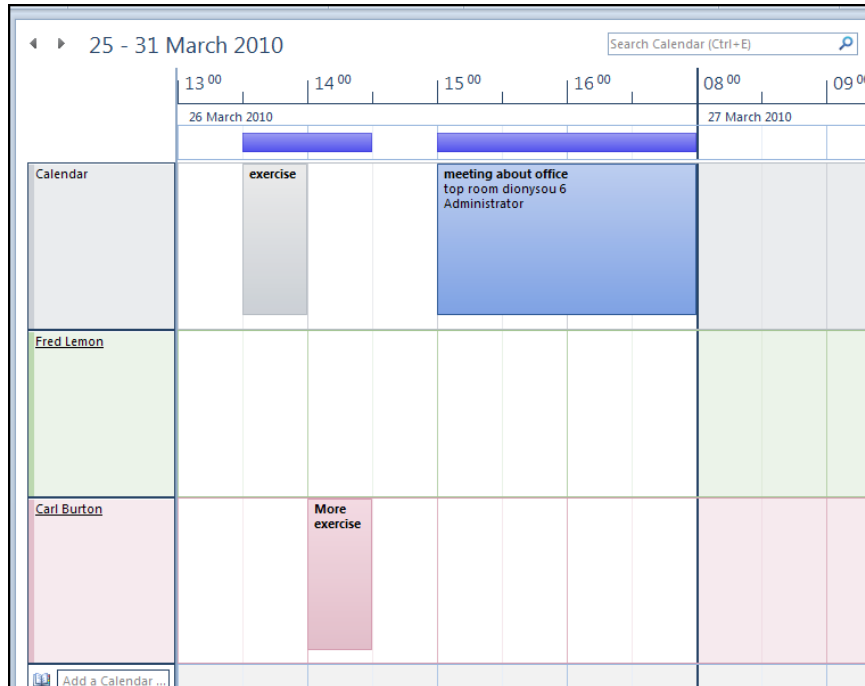 25 - 31 March 2010
Search Calendar (Ctrl+E)
13 00 14 00 15 00 16 00 08 00 09 00
26 March 2010 27 March 2010
Calendar
exercise
meeting about office
top room dionysou 6
Administrator
Fred Lemon
Carl Burton
More
exercise
Add a Calendar ...